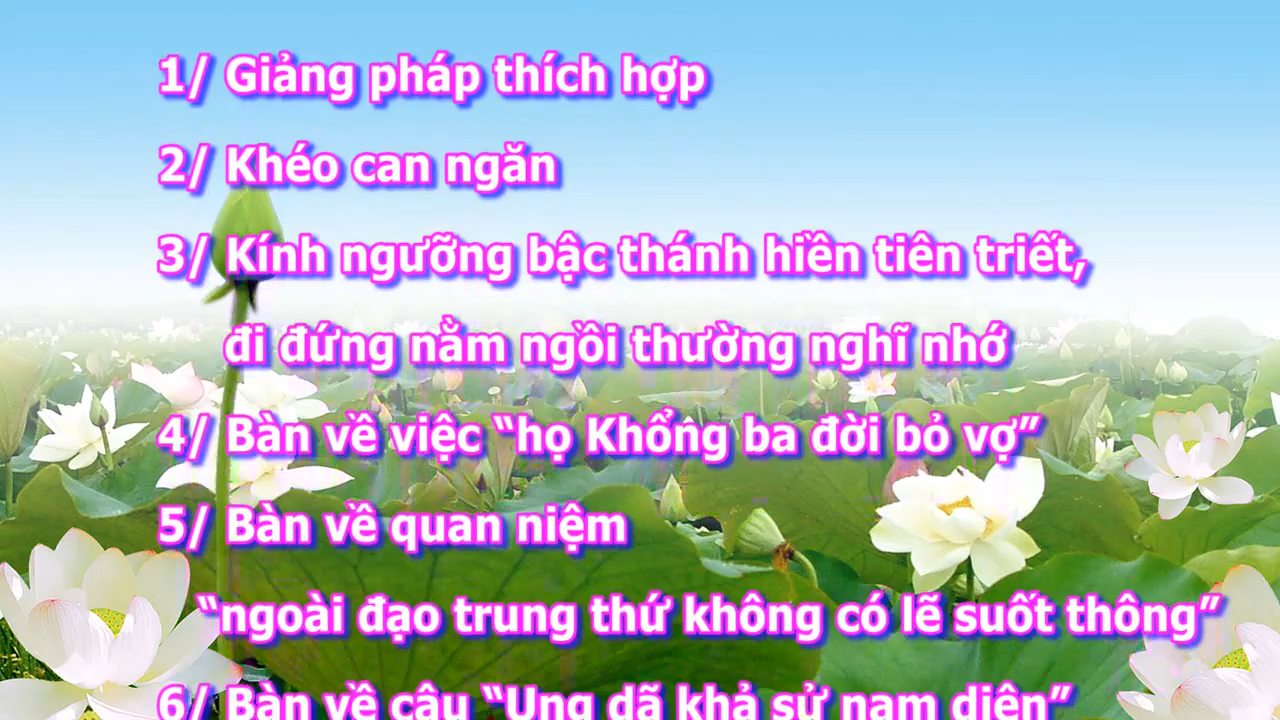 1/ Giảng pháp thích hợp
2/ Khéo can ngăn
3/ Kính ngưỡng bậc thánh hiền tiên triết,
đi đứng nằm ngồi thường nghĩ nhớ
4/ Bàn về việc “họ Khổng ba đời bỏ vợ”
5/ Bàn về quan niệm
“ngoài đạo trung thứ không có lẽ suốt thông”
6/ Bàn về câu “Ung dã khả sử nam diện”